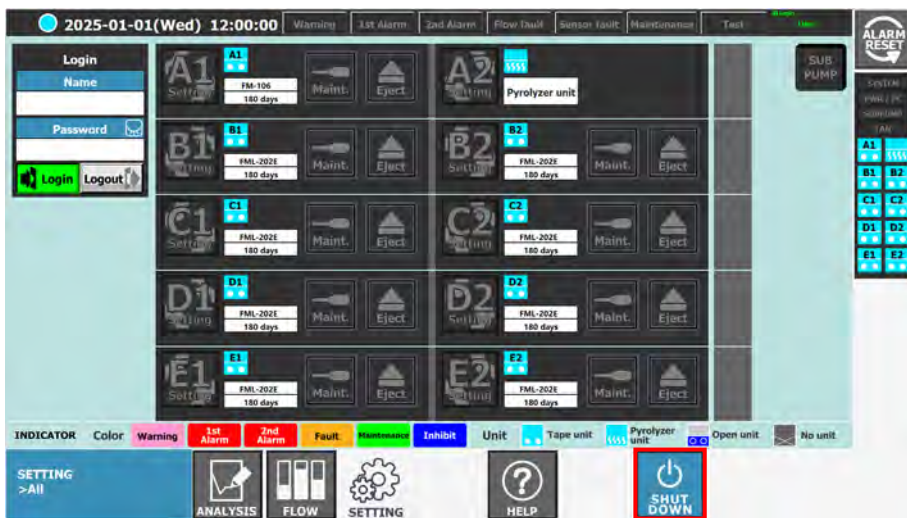 2025-01-01(Wed) 12:00:00 Warning 1st Alarm 2nd Alarm Flow Fault Sensor Fault Maintenance Test
ALARM RESET
Login
Name
Password
Login Logout
A1 Setting
A1
FM-106
180 days
Maint. Eject
A2 Setting
Pyrolyzer unit
SUB PUMP
B1 Setting
B1
FML-202E
180 days
Maint. Eject
B2 Setting
B2
FML-202E
180 days
Maint. Eject
C1 Setting
C1
FML-202E
180 days
Maint. Eject
C2 Setting
C2
FML-202E
180 days
Maint. Eject
D1 Setting
D1
FML-202E
180 days
Maint. Eject
D2 Setting
D2
FML-202E
180 days
Maint. Eject
E1 Setting
E1
FML-202E
180 days
Maint. Eject
E2 Setting
E2
FML-202E
180 days
Maint. Eject
SYSTEM
A1
B1 B2
C1 C2
D1 D2
E1 E2
INDICATOR Color Warning 1st Alarm 2nd Alarm Fault Maintenance Inhibit Unit Tape unit Pyrolyzer unit Open unit No unit
SETTING
>All
ANALYSIS
FLOW
SETTING
HELP
SHUT DOWN